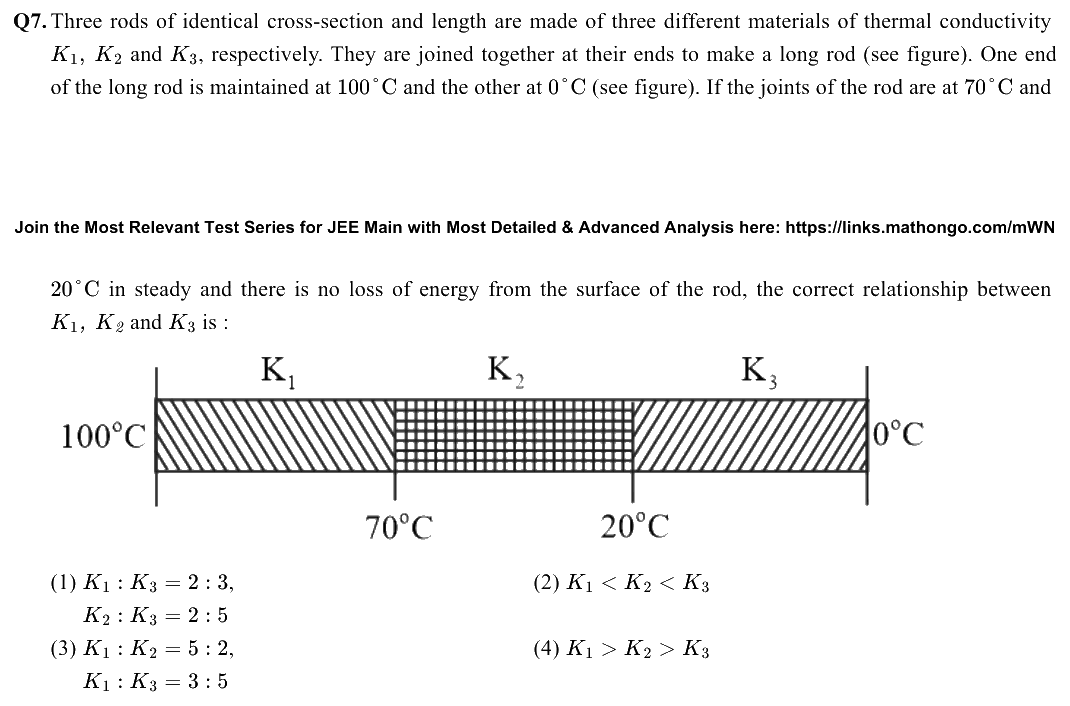 Q7. Three rods of identical cross-section and length are made of three different materials of thermal conductivity
K₁, K₂ and K₃, respectively. They are joined together at their ends to make a long rod (see figure). One end
of the long rod is maintained at 100°C and the other at 0°C (see figure). If the joints of the rod are at 70°C and
Join the Most Relevant Test Series for JEE Main with Most Detailed & Advanced Analysis here: https://links.mathongo.com/mWN
20°C in steady and there is no loss of energy from the surface of the rod, the correct relationship between
K₁, K₂ and K₃ is :
K₁ K₂ K₃
100°C 0°C
70°C 20°C
(1) K₁ : K₃ = 2 : 3, (2) K₁ < K₂ < K₃
K₂ : K₃ = 2 : 5
(3) K₁ : K₂ = 5 : 2, (4) K₁ > K₂ > K₃
K₁ : K₃ = 3 : 5